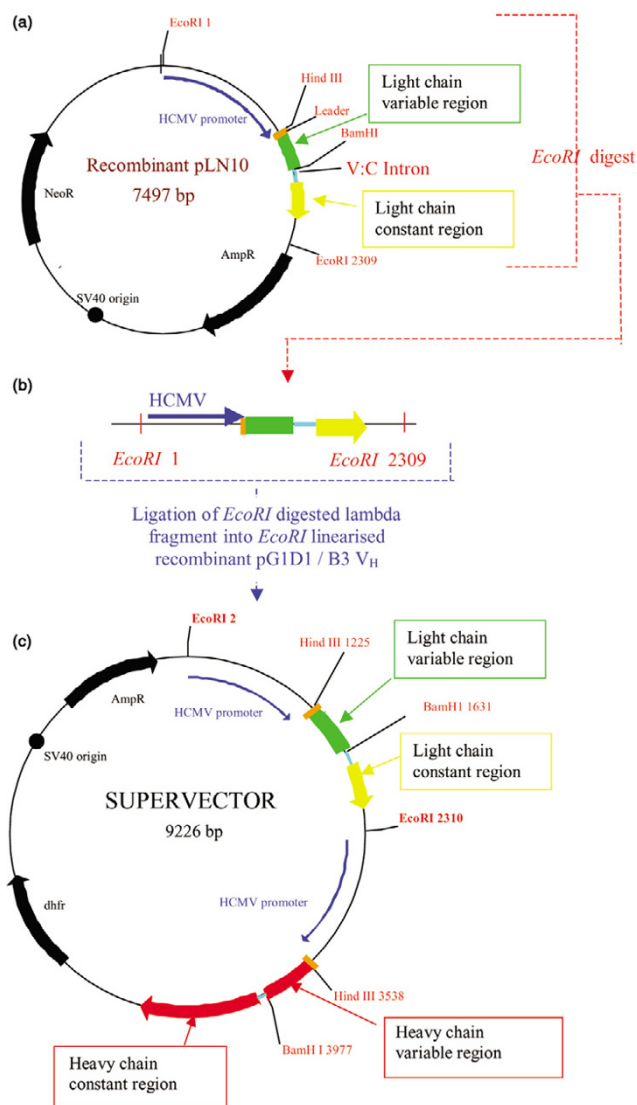 (a)
EcoRI 1
Hind III
Leader
BamHI
V:C Intron
Light chain
variable region
HCMV promoter
Recombinant pLN10
7497 bp
NeoR
EcoRI digest
Light chain
constant region
AmpR
EcoRI 2309
SV40 origin
(b)
HCMV
EcoRI 1
EcoRI 2309
Ligation of EcoRI digested lambda
fragment into EcoRI linearised
recombinant pG1D1 / B3 VH
(c)
EcoRI 2
Hind III 1225
Light chain
variable region
AmpR
HCMV promoter
BamH1 1631
SV40 origin
Light chain
constant region
SUPERVECTOR
9226 bp
EcoRI 2310
HCMV promoter
dhfr
Hind III 3538
BamH I 3977
Heavy chain
variable region
Heavy chain
constant region